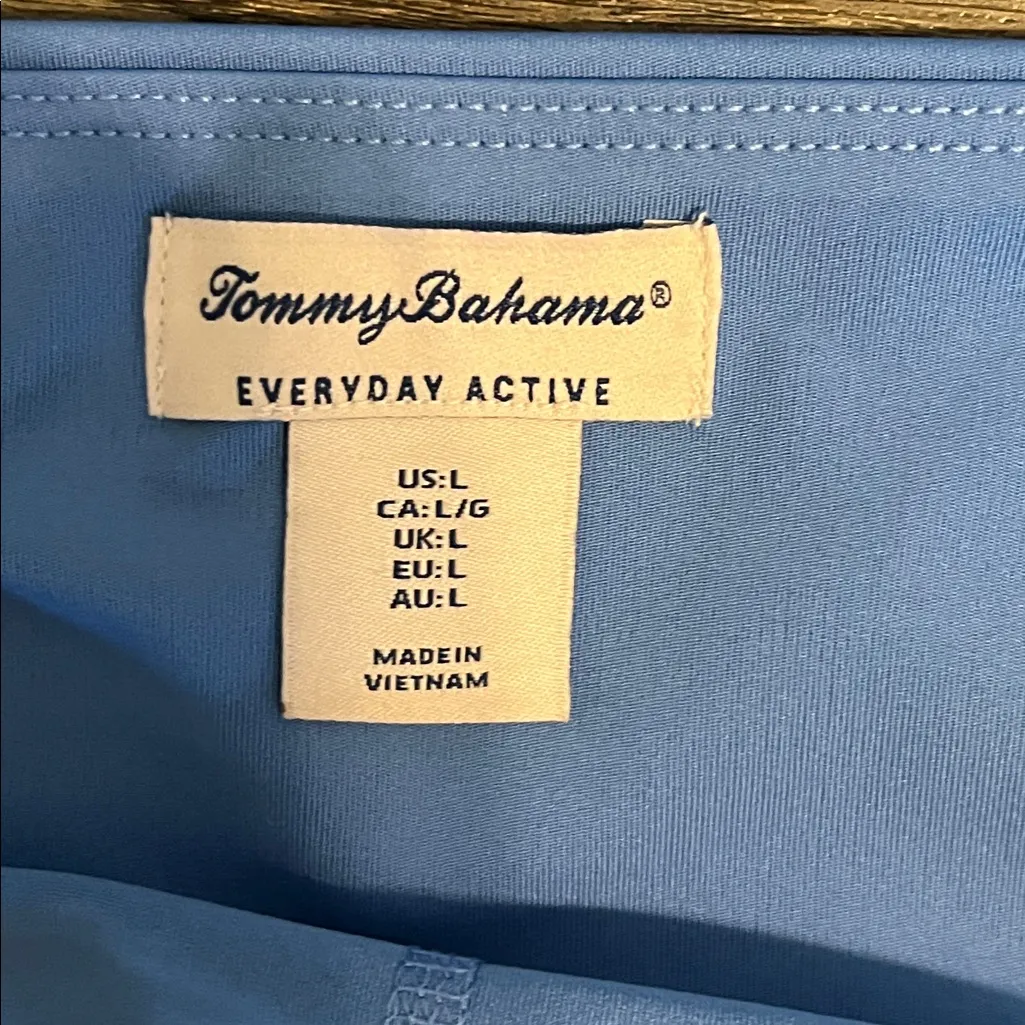 Tommy Bahama®
EVERYDAY ACTIVE
US:L
CA:L/G
UK:L
EU:L
AU:L
MADE IN
VIETNAM